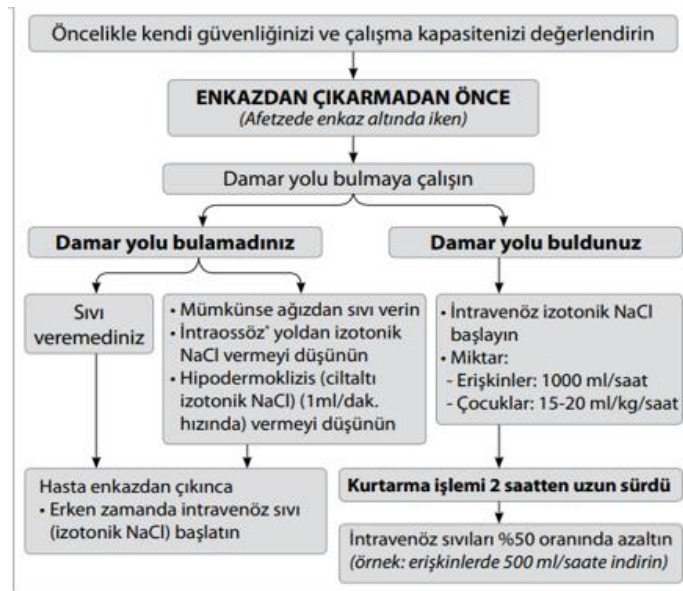 Öncelikle kendi güvenliğinizi ve çalışma kapasitenizi değerlendirin
ENKAZDAN ÇIKARMADAN ÖNCE
(Afetzede enkaz altında iken)
Damar yolu bulmaya çalışın
Damar yolu bulamadınız
Damar yolu buldunuz
Sıvı
veremediniz
• Mümkünse ağızdan sıvı verin
• İntraossöz* yoldan izotonik
NaCl vermeyi düşünün
• Hipodermoklizis (ciltaltı
izotonik NaCl) (1ml/dak.
hızında) vermeyi düşünün
• İntravenöz izotonik NaCl
başlayın
• Miktar:
- Erişkinler: 1000 ml/saat
- Çocuklar: 15-20 ml/kg/saat
Hasta enkazdan çıkınca
• Erken zamanda intravenöz sıvı
(izotonik NaCl) başlatın
Kurtarma işlemi 2 saatten uzun sürdü
İntravenöz sıvıları %50 oranında azaltın
(örnek: erişkinlerde 500 ml/saate indirin)